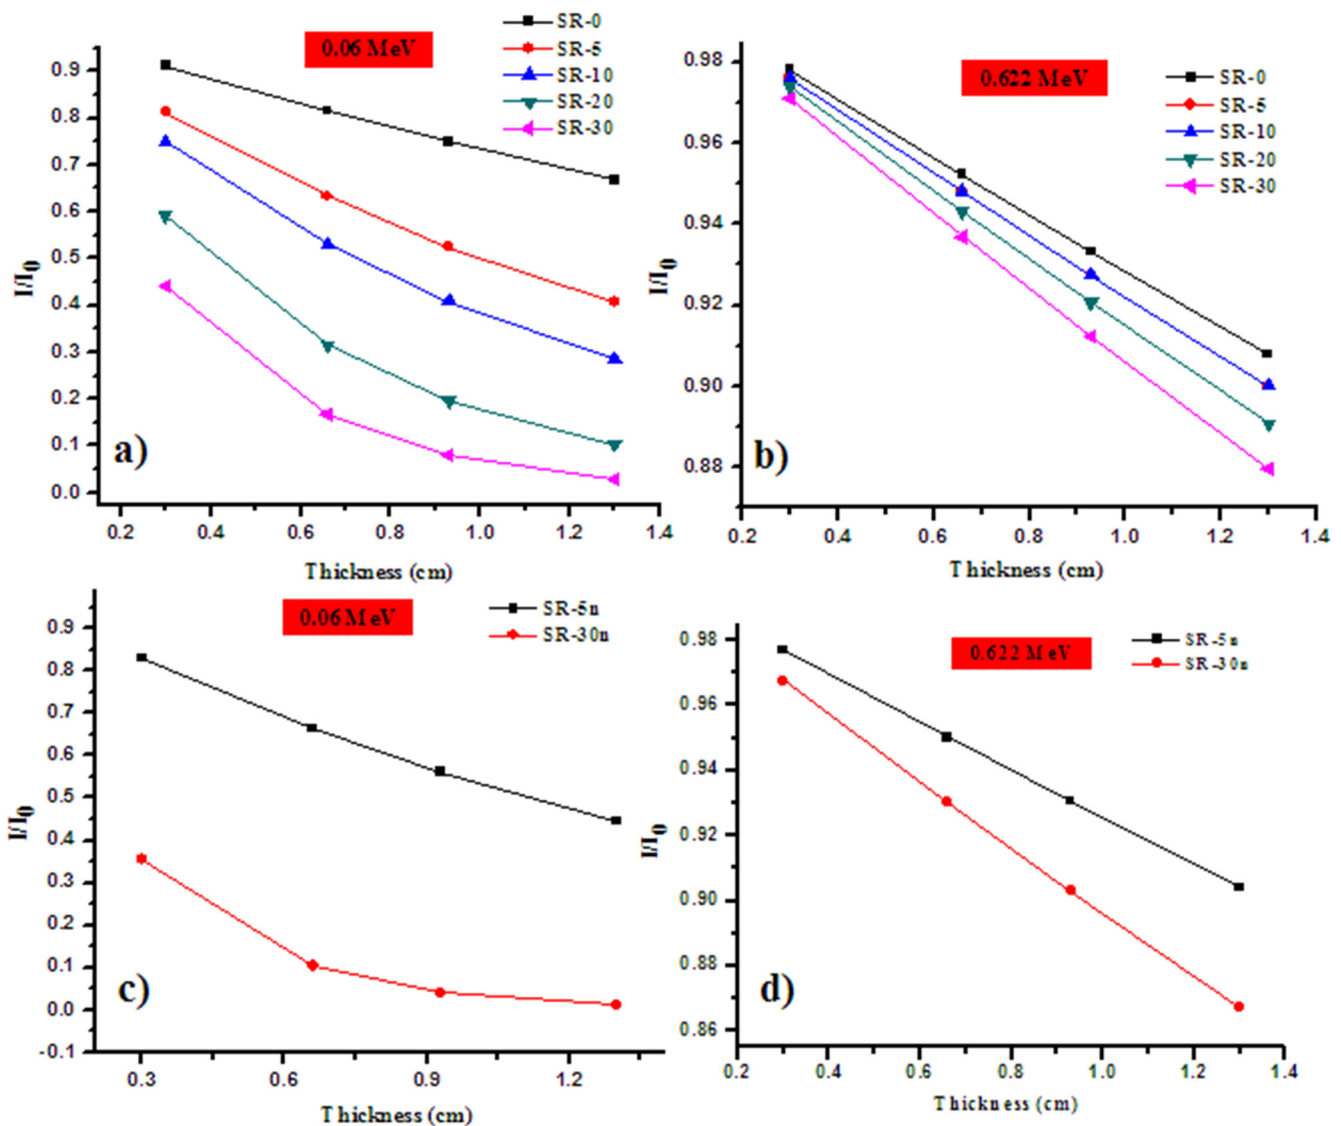 0.06 MeV
SR-0
SR-5
SR-10
SR-20
SR-30
0.9
0.8
0.7
0.6
0.5
0.4
0.3
0.2
0.1
0.0
I/I0
a)
0.2 0.4 0.6 0.8 1.0 1.2 1.4
Thickness (cm)
0.622 MeV
SR-0
SR-5
SR-10
SR-20
SR-30
0.98
0.96
0.94
0.92
0.90
0.88
I/I0
b)
0.2 0.4 0.6 0.8 1.0 1.2 1.4
Thickness (cm)
0.06 MeV
SR-5n
SR-30n
0.9
0.8
0.7
0.6
0.5
0.4
0.3
0.2
0.1
0.0
-0.1
I/I0
c)
0.3 0.6 0.9 1.2
Thickness (cm)
0.622 MeV
SR-5n
SR-30n
0.98
0.96
0.94
0.92
0.90
0.88
0.86
I/I0
d)
0.2 0.4 0.6 0.8 1.0 1.2 1.4
Thickness (cm)